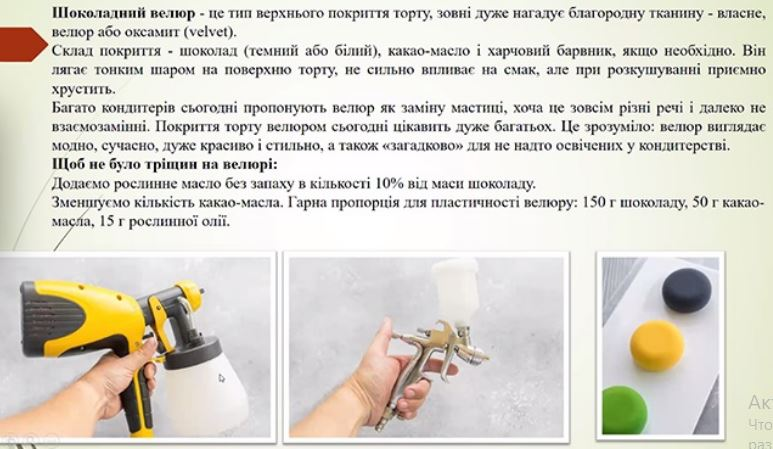 Шоколадний велюр - це тип верхнього покриття торту, зовні дуже нагадує благородну тканину - власне,
велюр або оксамит (velvet).
Склад покриття - шоколад (темний або білий), какао-масло і харчовий барвник, якщо необхідно. Він
лягає тонким шаром на поверхню торту, не сильно впливає на смак, але при розкушуванні приємно
хрустить.
Багато кондитерів сьогодні пропонують велюр як заміну мастиці, хоча це зовсім різні речі і далеко не
взаємозамінні. Покриття торту велюром сьогодні цікавить дуже багатьох. Це зрозуміло: велюр виглядає
модно, сучасно, дуже красиво і стильно, а також «загадково» для не надто освічених у кондитерстві.
Щоб не було тріщин на велюрі:
Додаємо рослинне масло без запаху в кількості 10% від маси шоколаду.
Зменшуємо кількість какао-масла. Гарна пропорція для пластичності велюру: 150 г шоколаду, 50 г какао-
масла, 15 г рослинної олії.
Ак
Что
раз